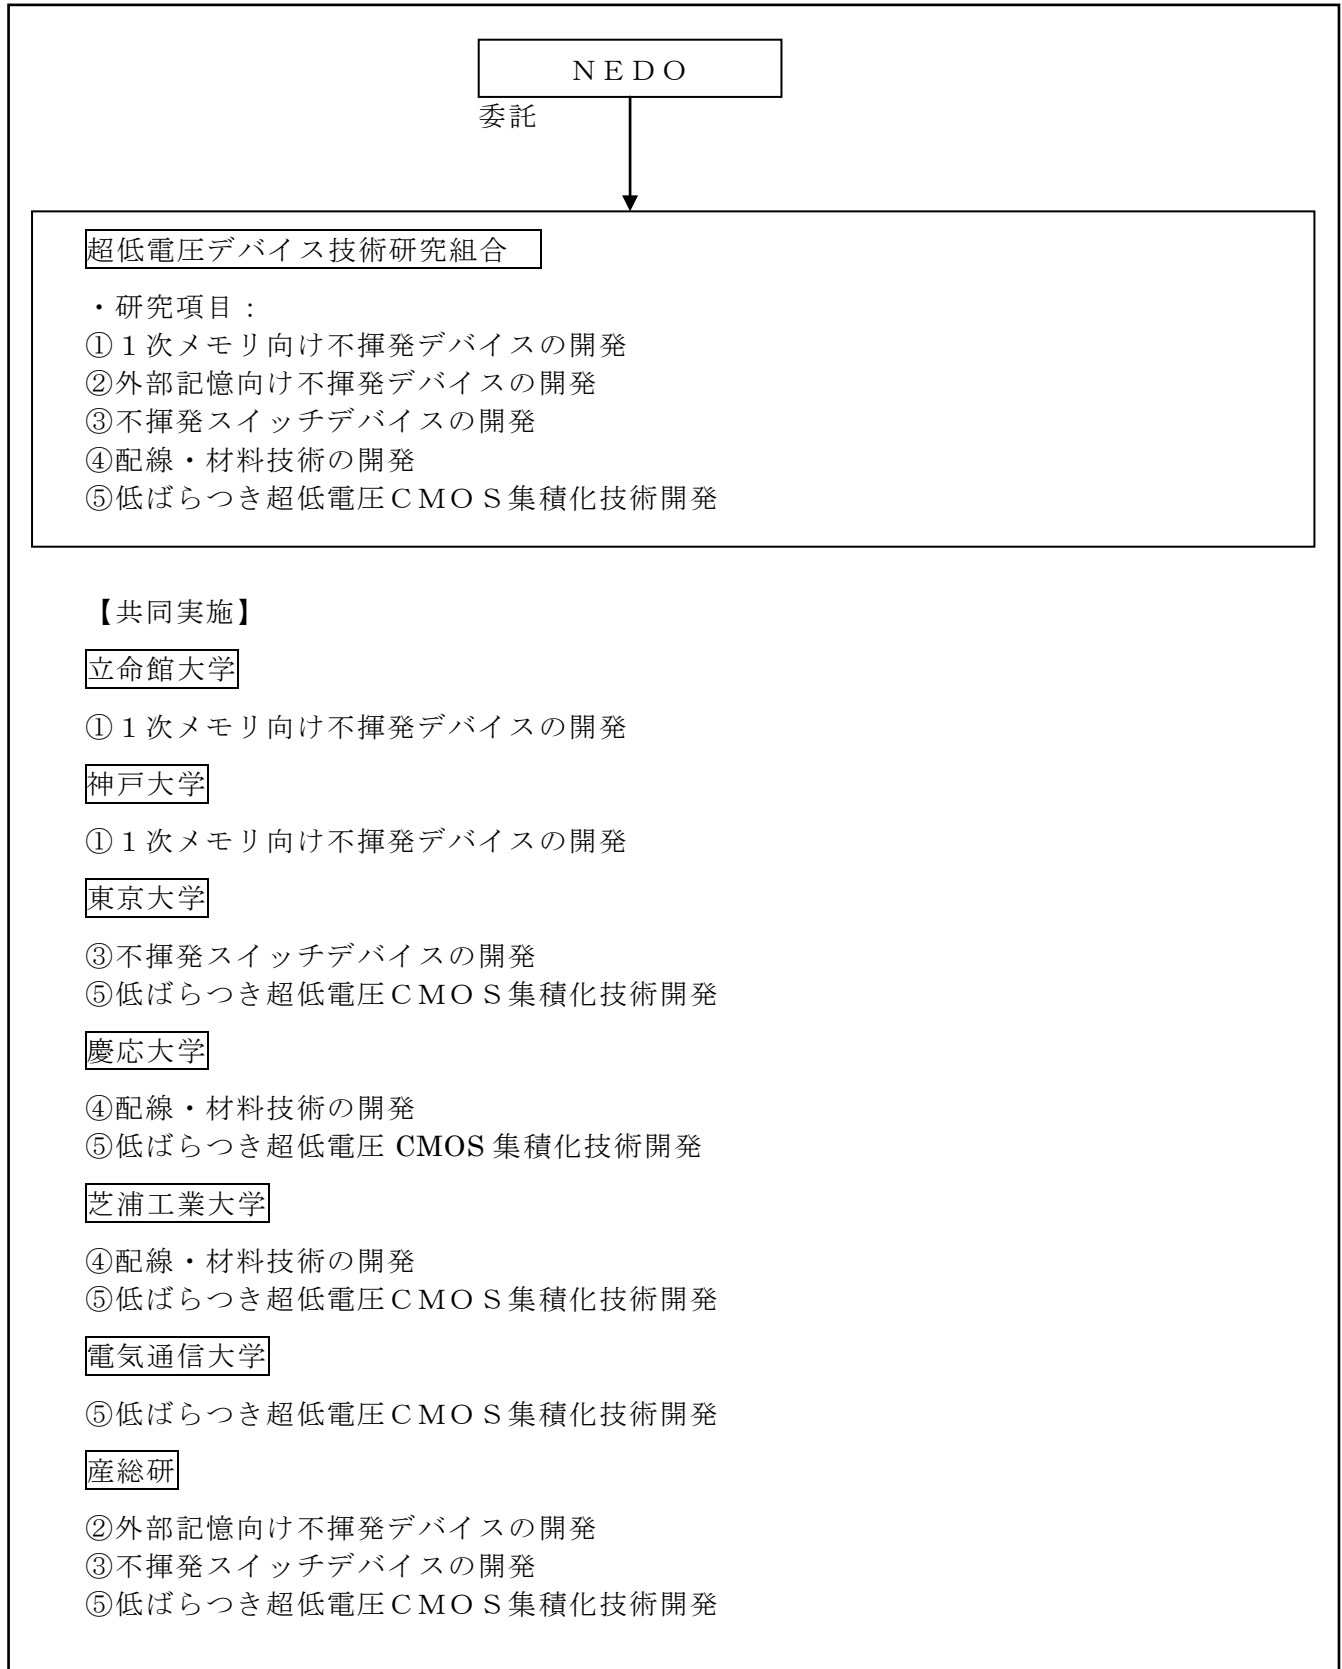 ＮＥＤＯ
委託
超低電圧デバイス技術研究組合
・研究項目：
①１次メモリ向け不揮発デバイスの開発
②外部記憶向け不揮発デバイスの開発
③不揮発スイッチデバイスの開発
④配線・材料技術の開発
⑤低ばらつき超低電圧ＣＭＯＳ集積化技術開発
【共同実施】
立命館大学
①１次メモリ向け不揮発デバイスの開発
神戸大学
①１次メモリ向け不揮発デバイスの開発
東京大学
③不揮発スイッチデバイスの開発
⑤低ばらつき超低電圧ＣＭＯＳ集積化技術開発
慶応大学
④配線・材料技術の開発
⑤低ばらつき超低電圧 CMOS 集積化技術開発
芝浦工業大学
④配線・材料技術の開発
⑤低ばらつき超低電圧ＣＭＯＳ集積化技術開発
電気通信大学
⑤低ばらつき超低電圧ＣＭＯＳ集積化技術開発
産総研
②外部記憶向け不揮発デバイスの開発
③不揮発スイッチデバイスの開発
⑤低ばらつき超低電圧ＣＭＯＳ集積化技術開発